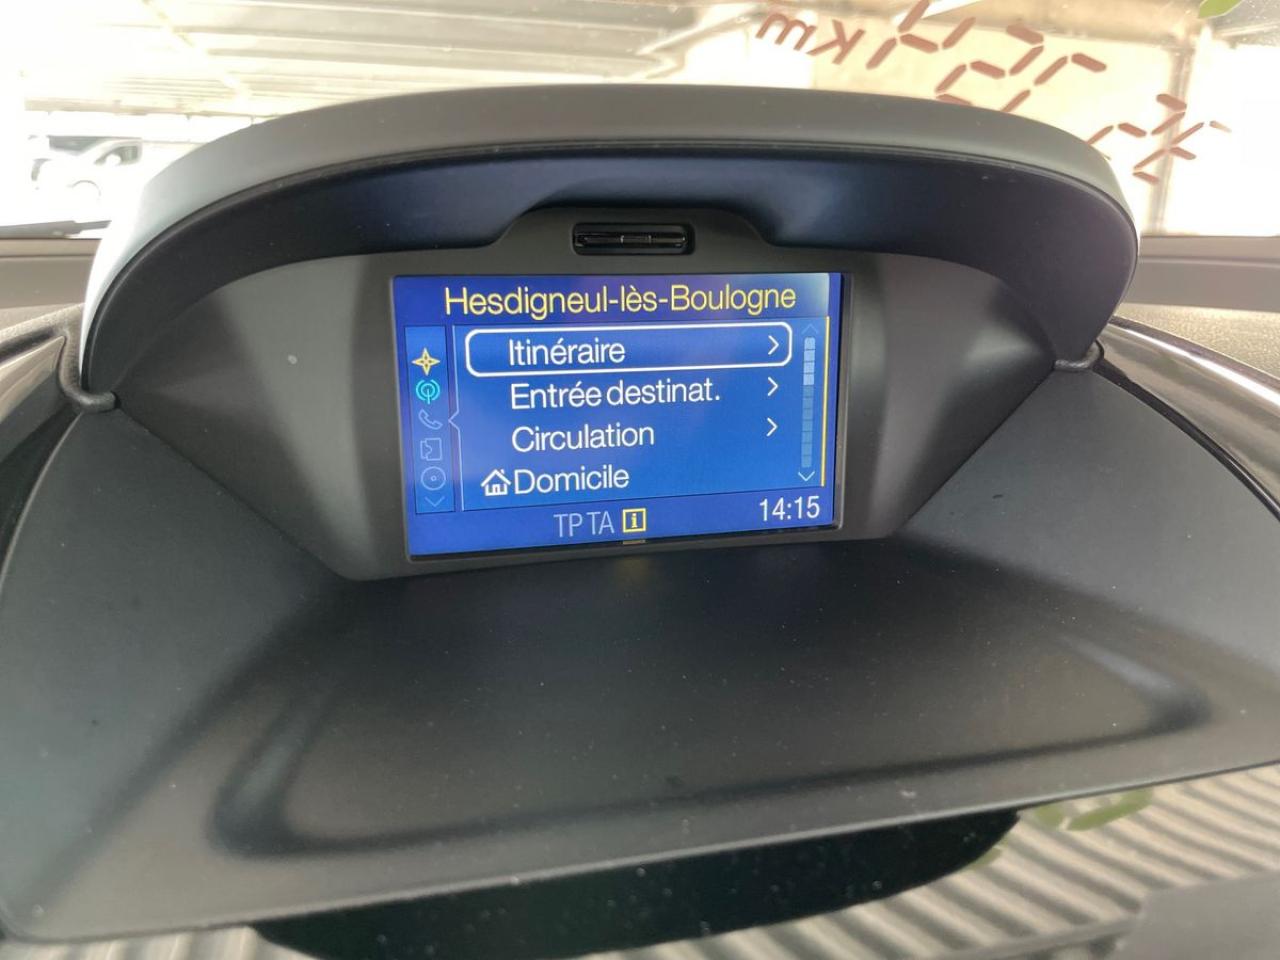 Hesdigneul-lès-Boulogne
Itinéraire
Entrée destinat.
Circulation
Domicile
TP TA i
14:15